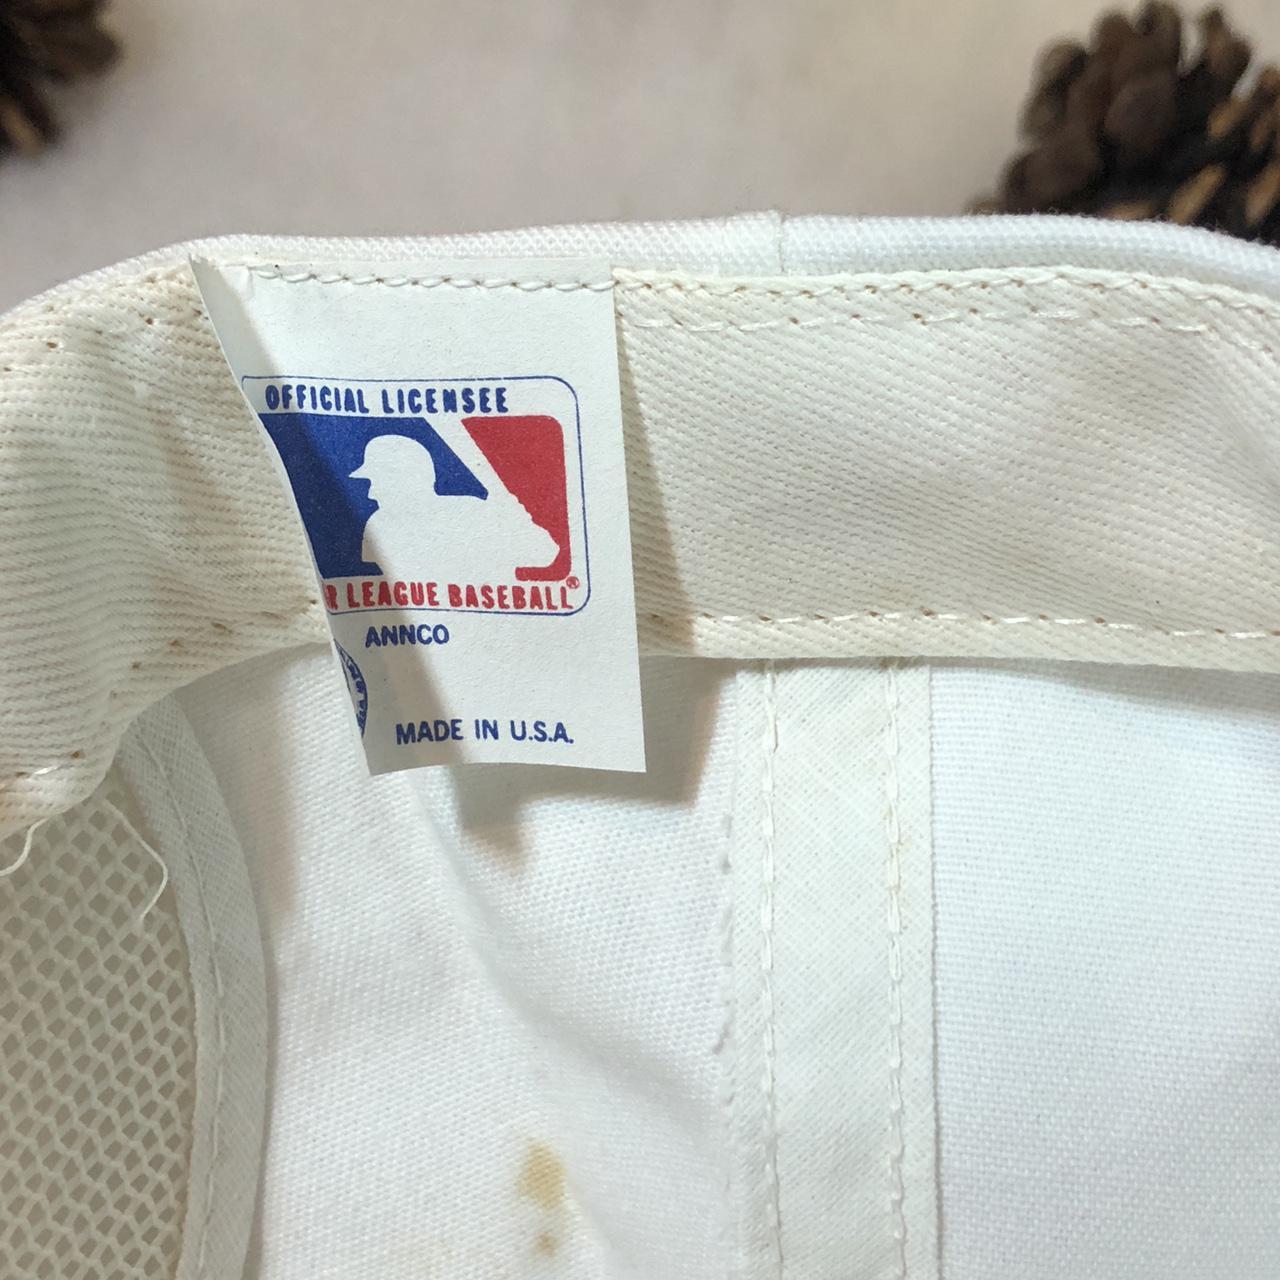 OFFICIAL LICENSEE
R LEAGUE BASEBALL®
ANNCO
MADE IN U.S.A.